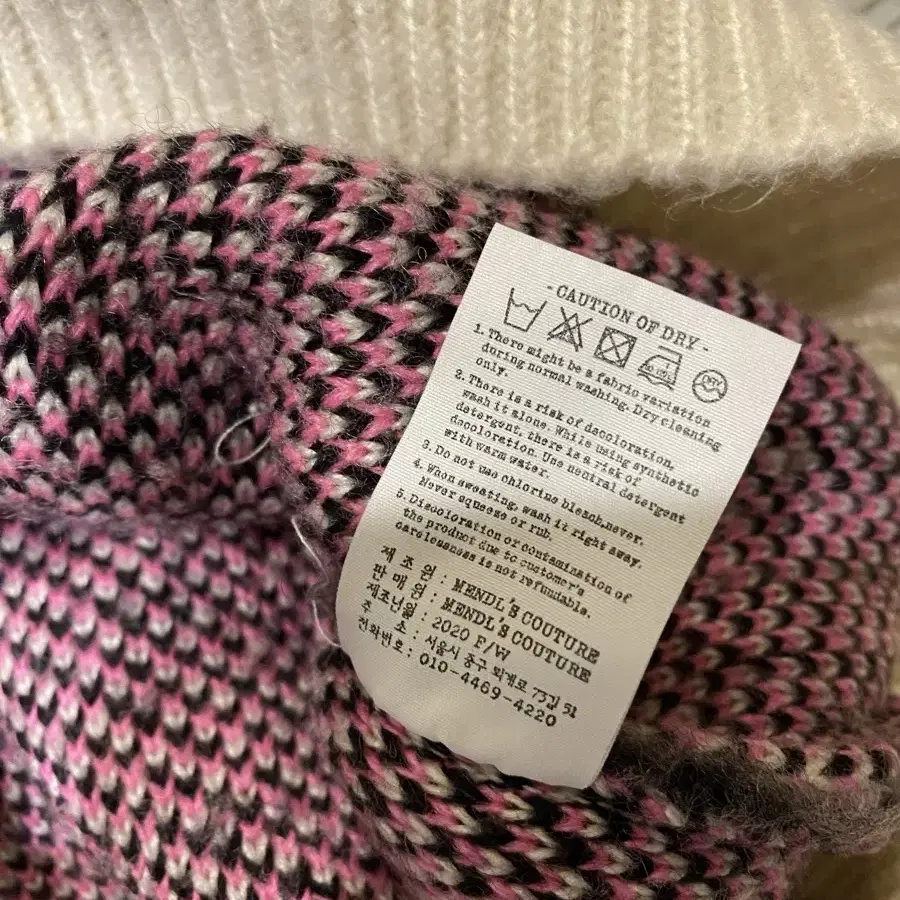 - CAUTION OF DRY -
1. There might be a fabric variation
during normal washing. Dry cleaning
only.
2. There is a risk of dscoloration,
wash it alone. While using synthetic
detergent, there is a risk of
dacoloration. Use neutral detergent
with warm water.
3. Do not use chlorine bleach,never.
4. When sweating, wash it right away.
Never squeeze or rub.
5. Discoloration or contamination of
the product due to customer's
carelessness is not refundable.
제 조 원 : MENDL'S COUTURE
판 매 원 : MENDL'S COUTURE
제조년월 : 2020 F/W
주 소 : 서울시 중구 퇴계로 73길 51
전화번호 : 010-4469-4220